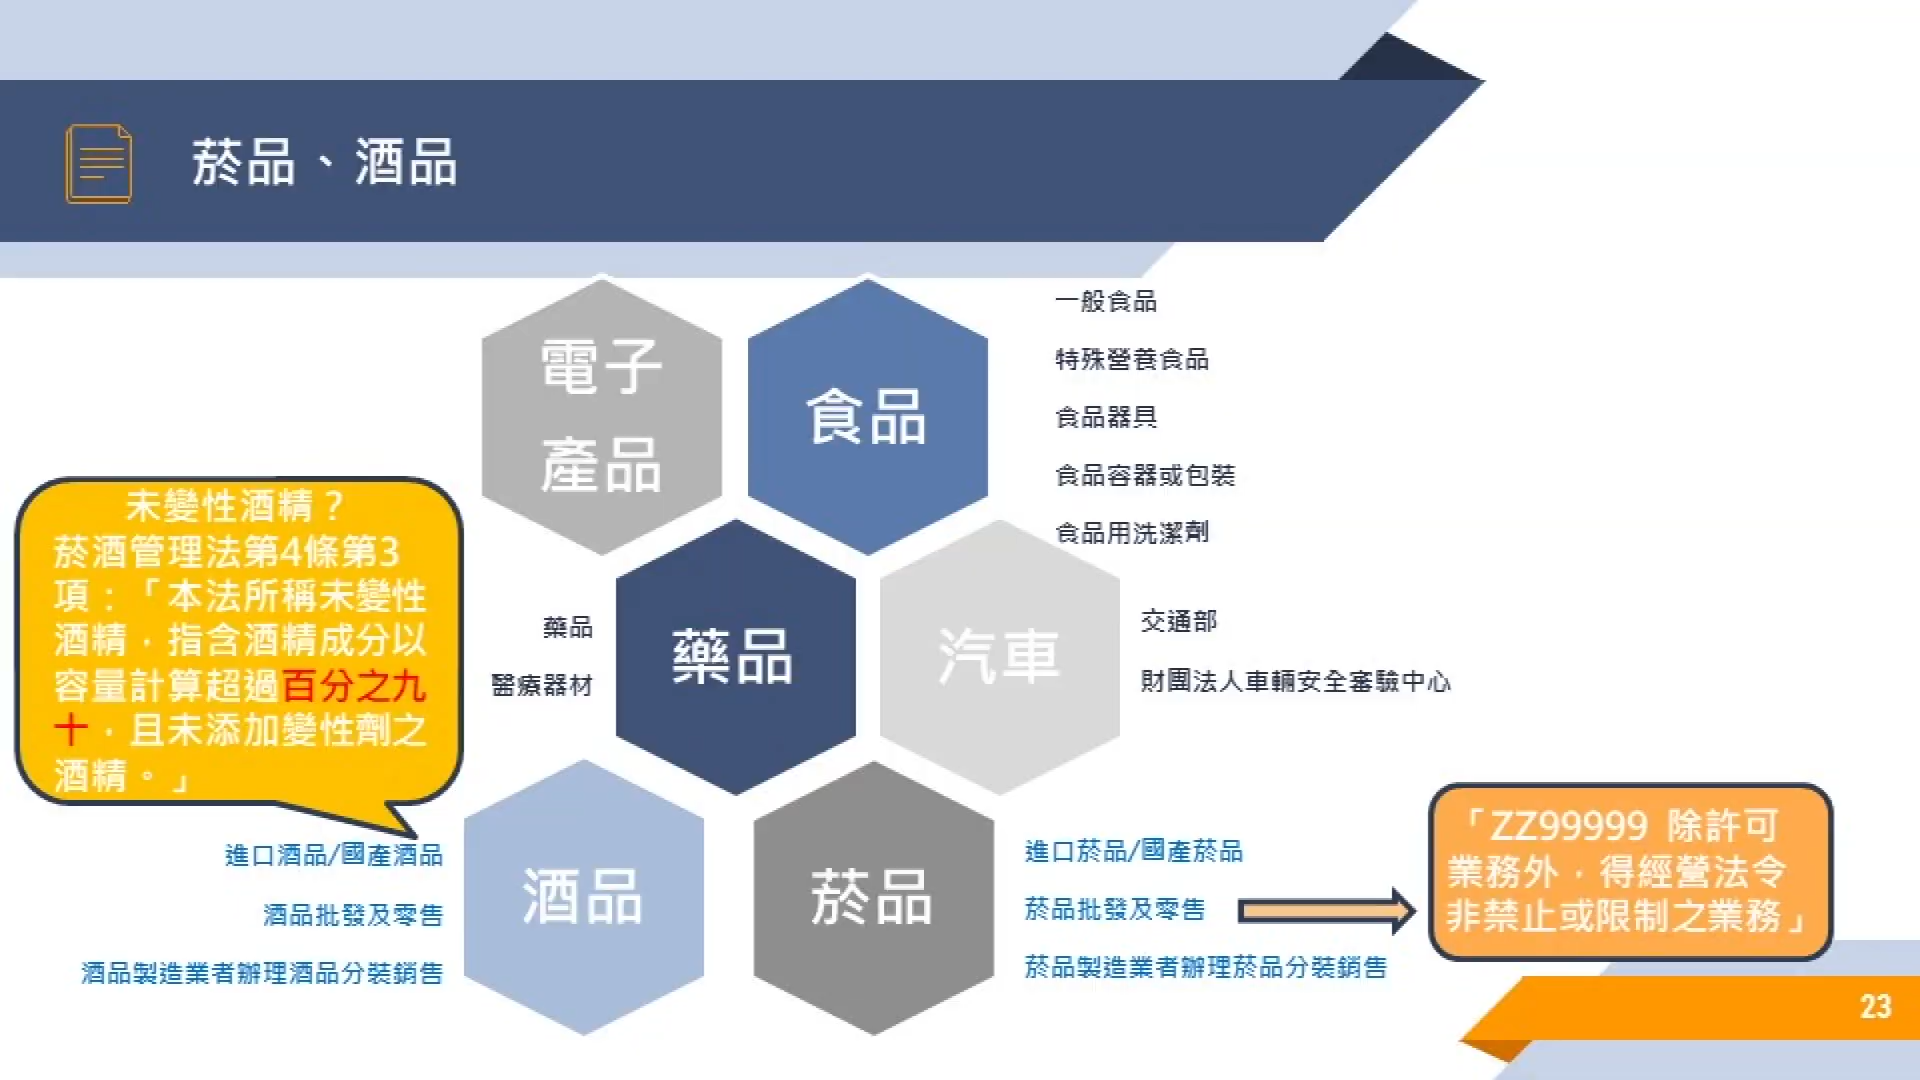 菸品、酒品
電子
產品
食品
一般食品
特殊營養食品
食品器具
食品容器或包裝
食品用洗潔劑
未變性酒精？
菸酒管理法第4條第3
項：「本法所稱未變性
酒精，指含酒精成分以
容量計算超過百分之九
十，且未添加變性劑之
酒精。」
藥品
醫療器材
藥品
汽車
交通部
財團法人車輛安全審驗中心
進口酒品/國產酒品
酒品批發及零售
酒品製造業者辦理酒品分裝銷售
酒品
菸品
進口菸品/國產菸品
菸品批發及零售
菸品製造業者辦理菸品分裝銷售
「ZZ99999 除許可
業務外，得經營法令
非禁止或限制之業務」
23